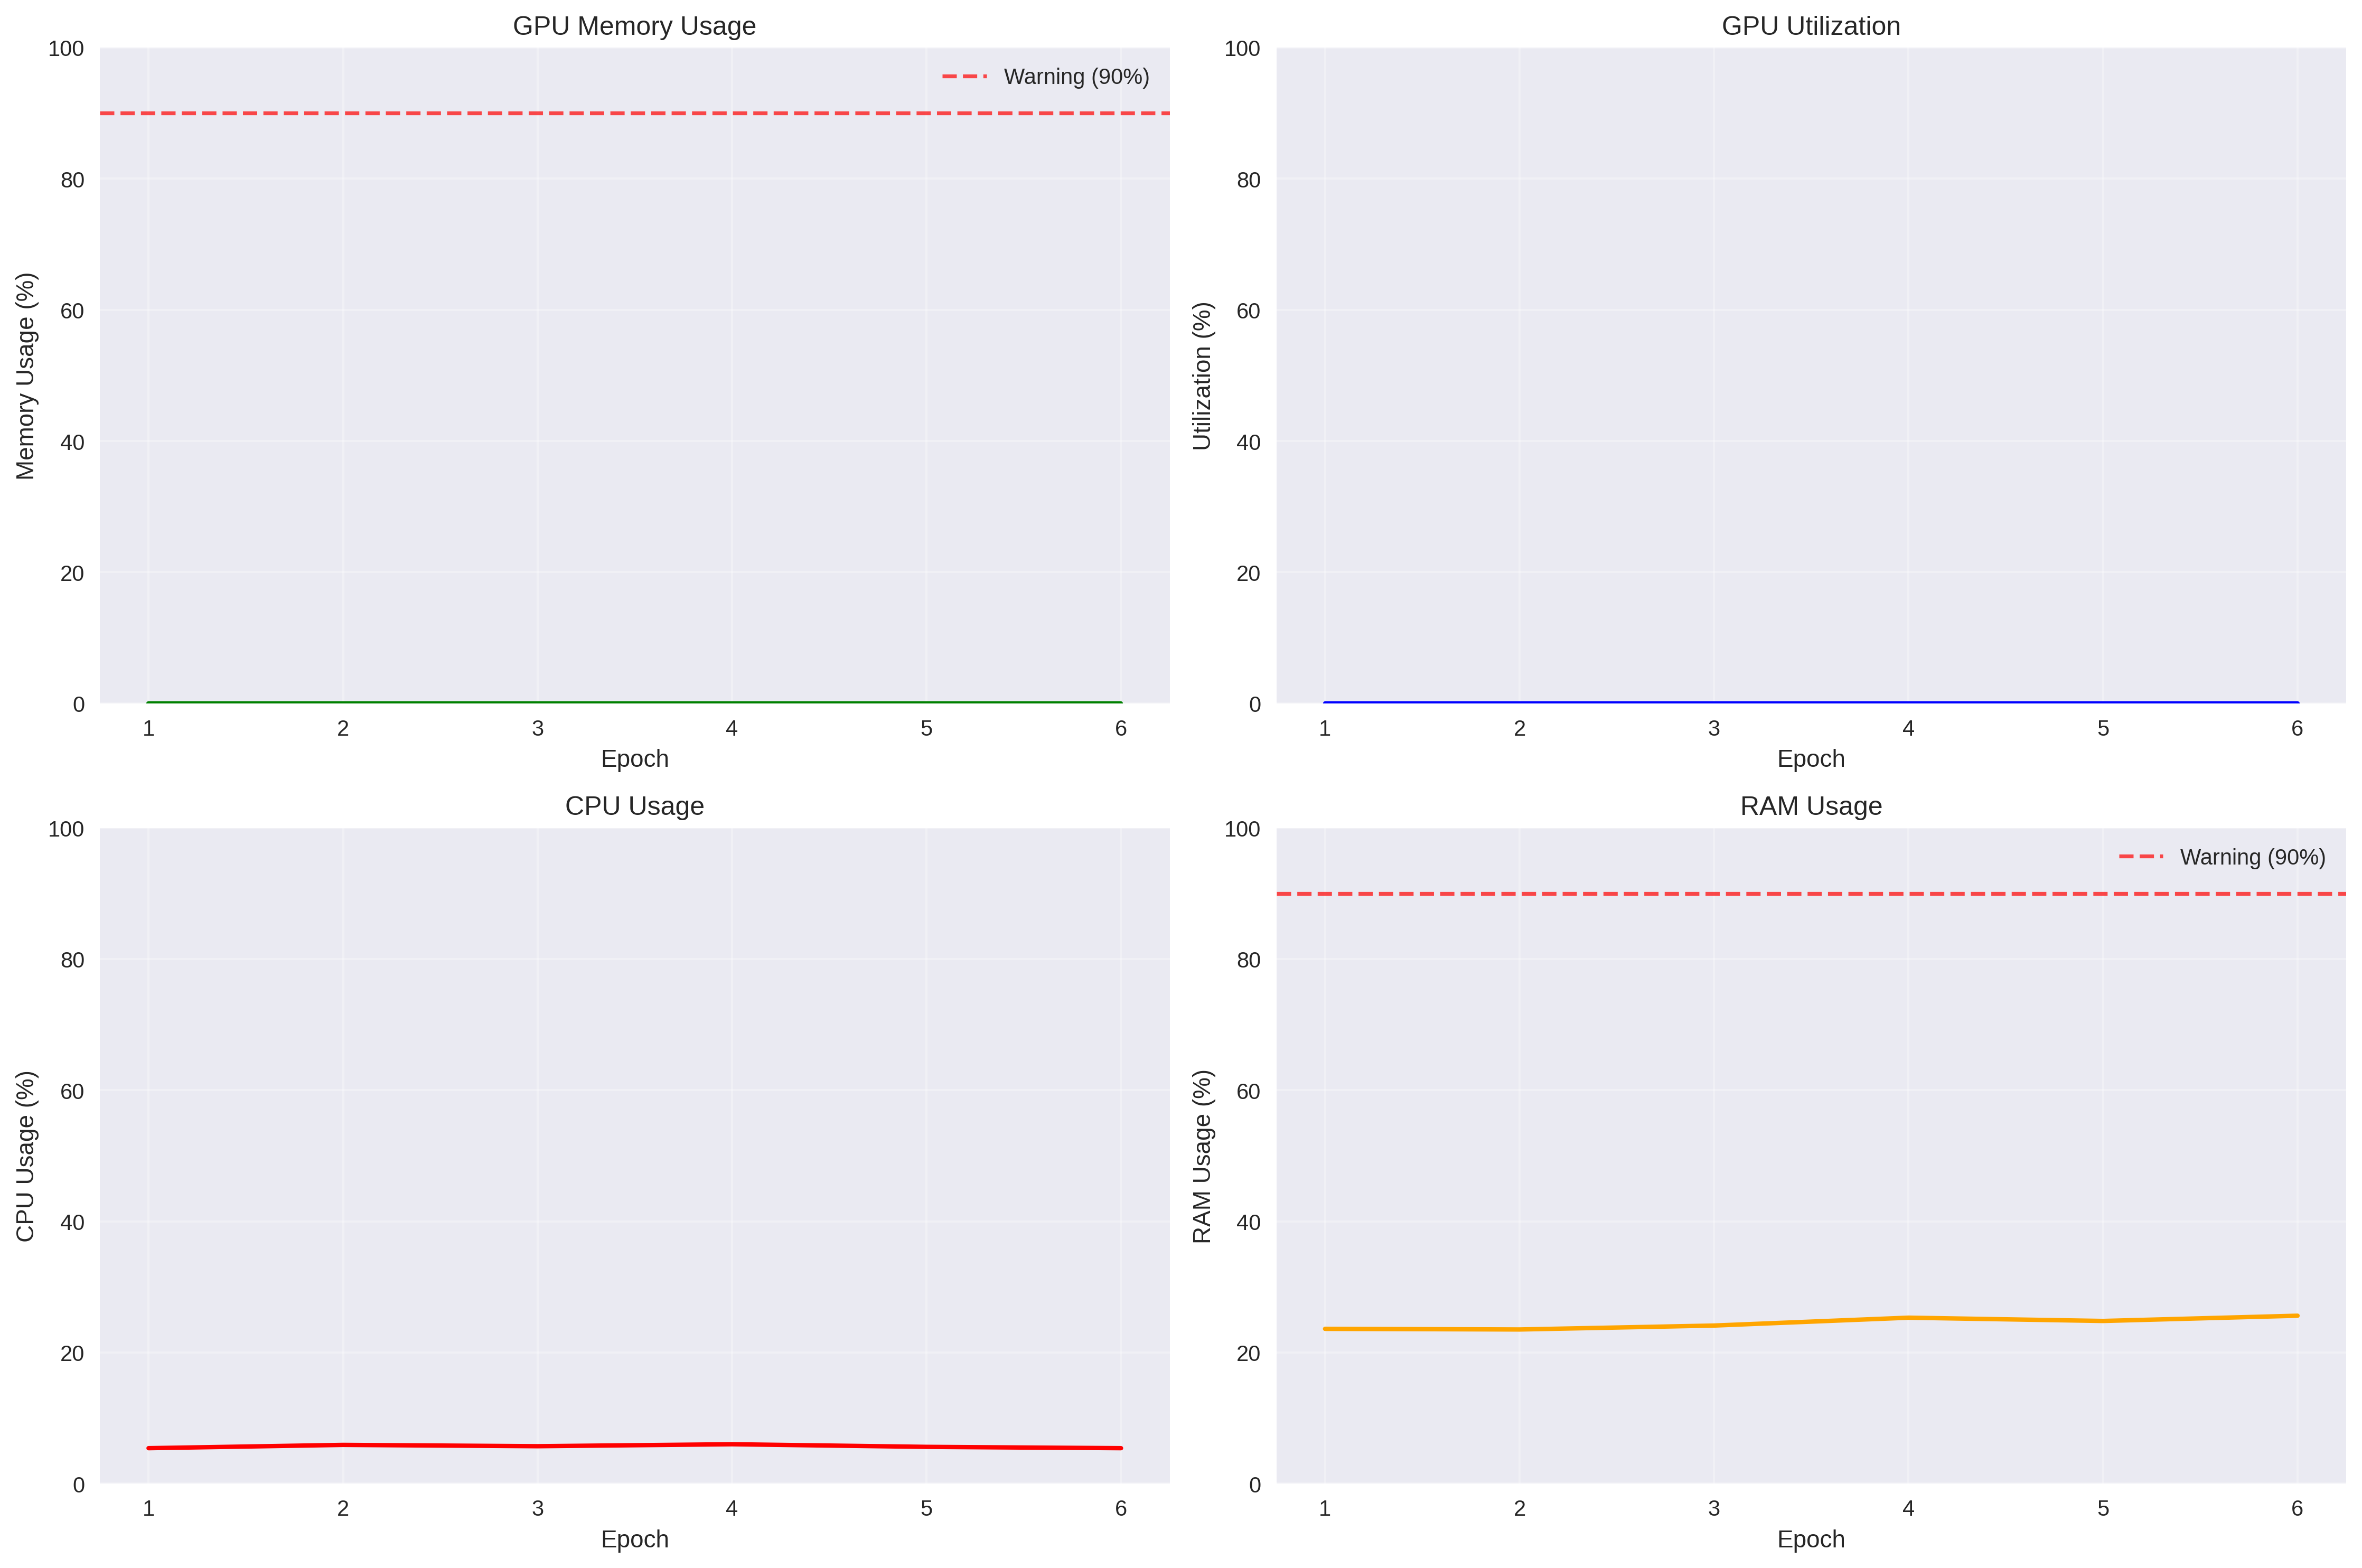 GPU Memory Usage
100
80
60
40
20
0
Memory Usage (%)
Warning (90%)
1 2 3 4 5 6
Epoch
GPU Utilization
100
80
60
40
20
0
Utilization (%)
1 2 3 4 5 6
Epoch
CPU Usage
100
80
60
40
20
0
CPU Usage (%)
1 2 3 4 5 6
Epoch
RAM Usage
100
80
60
40
20
0
RAM Usage (%)
Warning (90%)
1 2 3 4 5 6
Epoch